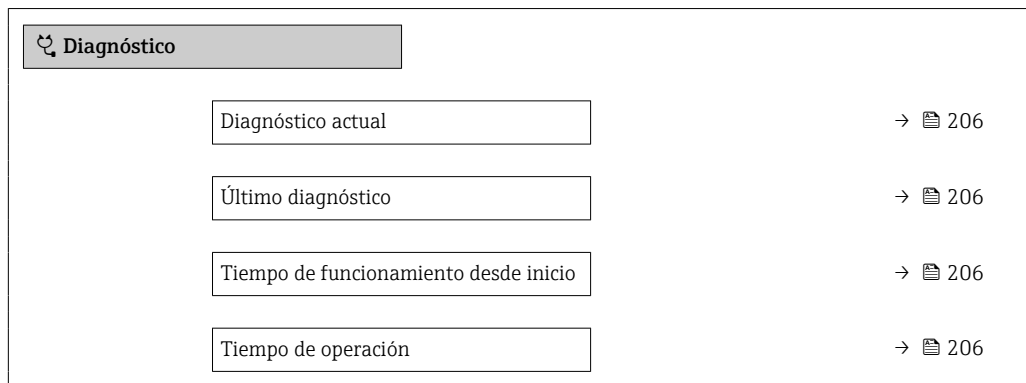 Diagnóstico
Diagnóstico actual → 206
Último diagnóstico → 206
Tiempo de funcionamiento desde inicio → 206
Tiempo de operación → 206